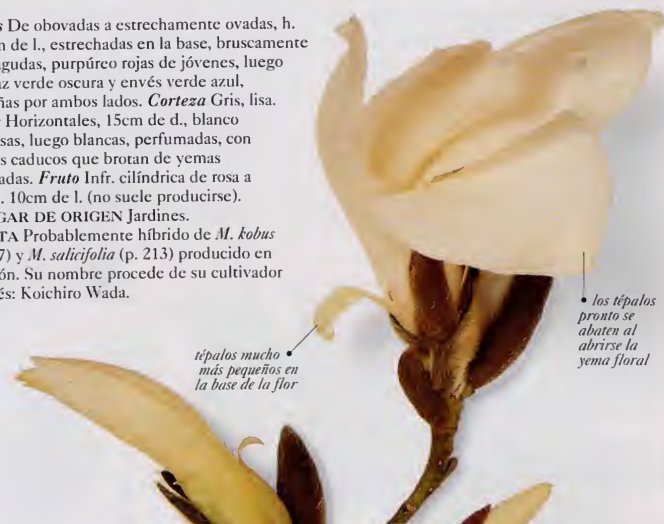 s De obovadas a estrechamente ovadas, h.
n de l., estrechadas en la base, bruscamente
agudas, purpúreo rojas de jóvenes, luego
az verde oscura y envés verde azul,
ñas por ambos lados. Corteza Gris, lisa.
Horizontales, 15cm de d., blanco
sas, luego blancas, perfumadas, con
s caducos que brotan de yemas
adas. Fruto Infr. cilíndrica de rosa a
. 10cm de l. (no suele producirse).
GAR DE ORIGEN Jardines.
TA Probablemente híbrido de M. kobus
7) y M. salicifolia (p. 213) producido en
ón. Su nombre procede de su cultivador
és: Koichiro Wada.
tépalos mucho
más pequeños en
la base de la flor
los tépalos
pronto se
abaten al
abrirse la
yema floral